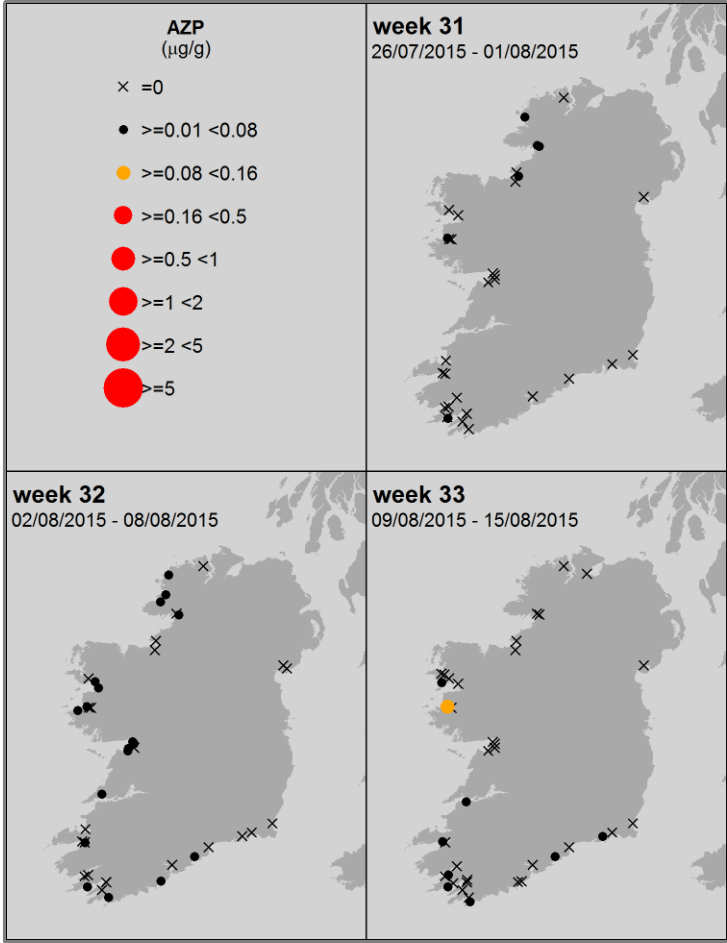 AZP
(µg/g)
=0
>=0.01 <0.08
>=0.08 <0.16
>=0.16 <0.5
>=0.5 <1
>=1 <2
>=2 <5
>=5
week 31
26/07/2015 - 01/08/2015
week 32
02/08/2015 - 08/08/2015
week 33
09/08/2015 - 15/08/2015